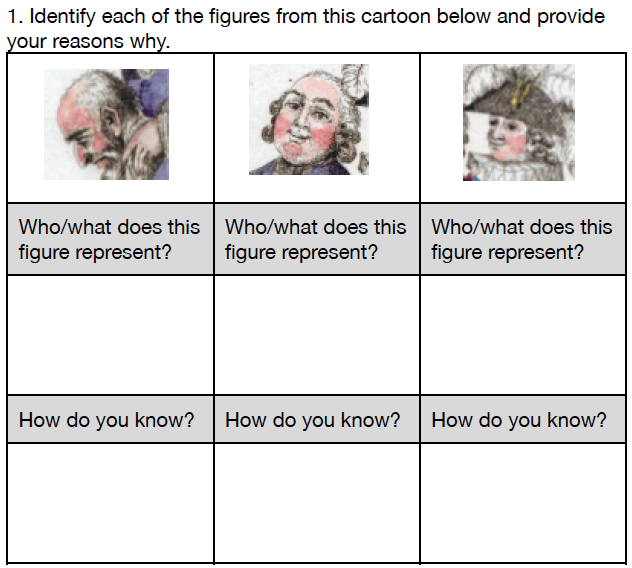 1. Identify each of the figures from this cartoon below and provide
your reasons why.
Who/what does this
figure represent?
Who/what does this
figure represent?
Who/what does this
figure represent?
How do you know?
How do you know?
How do you know?